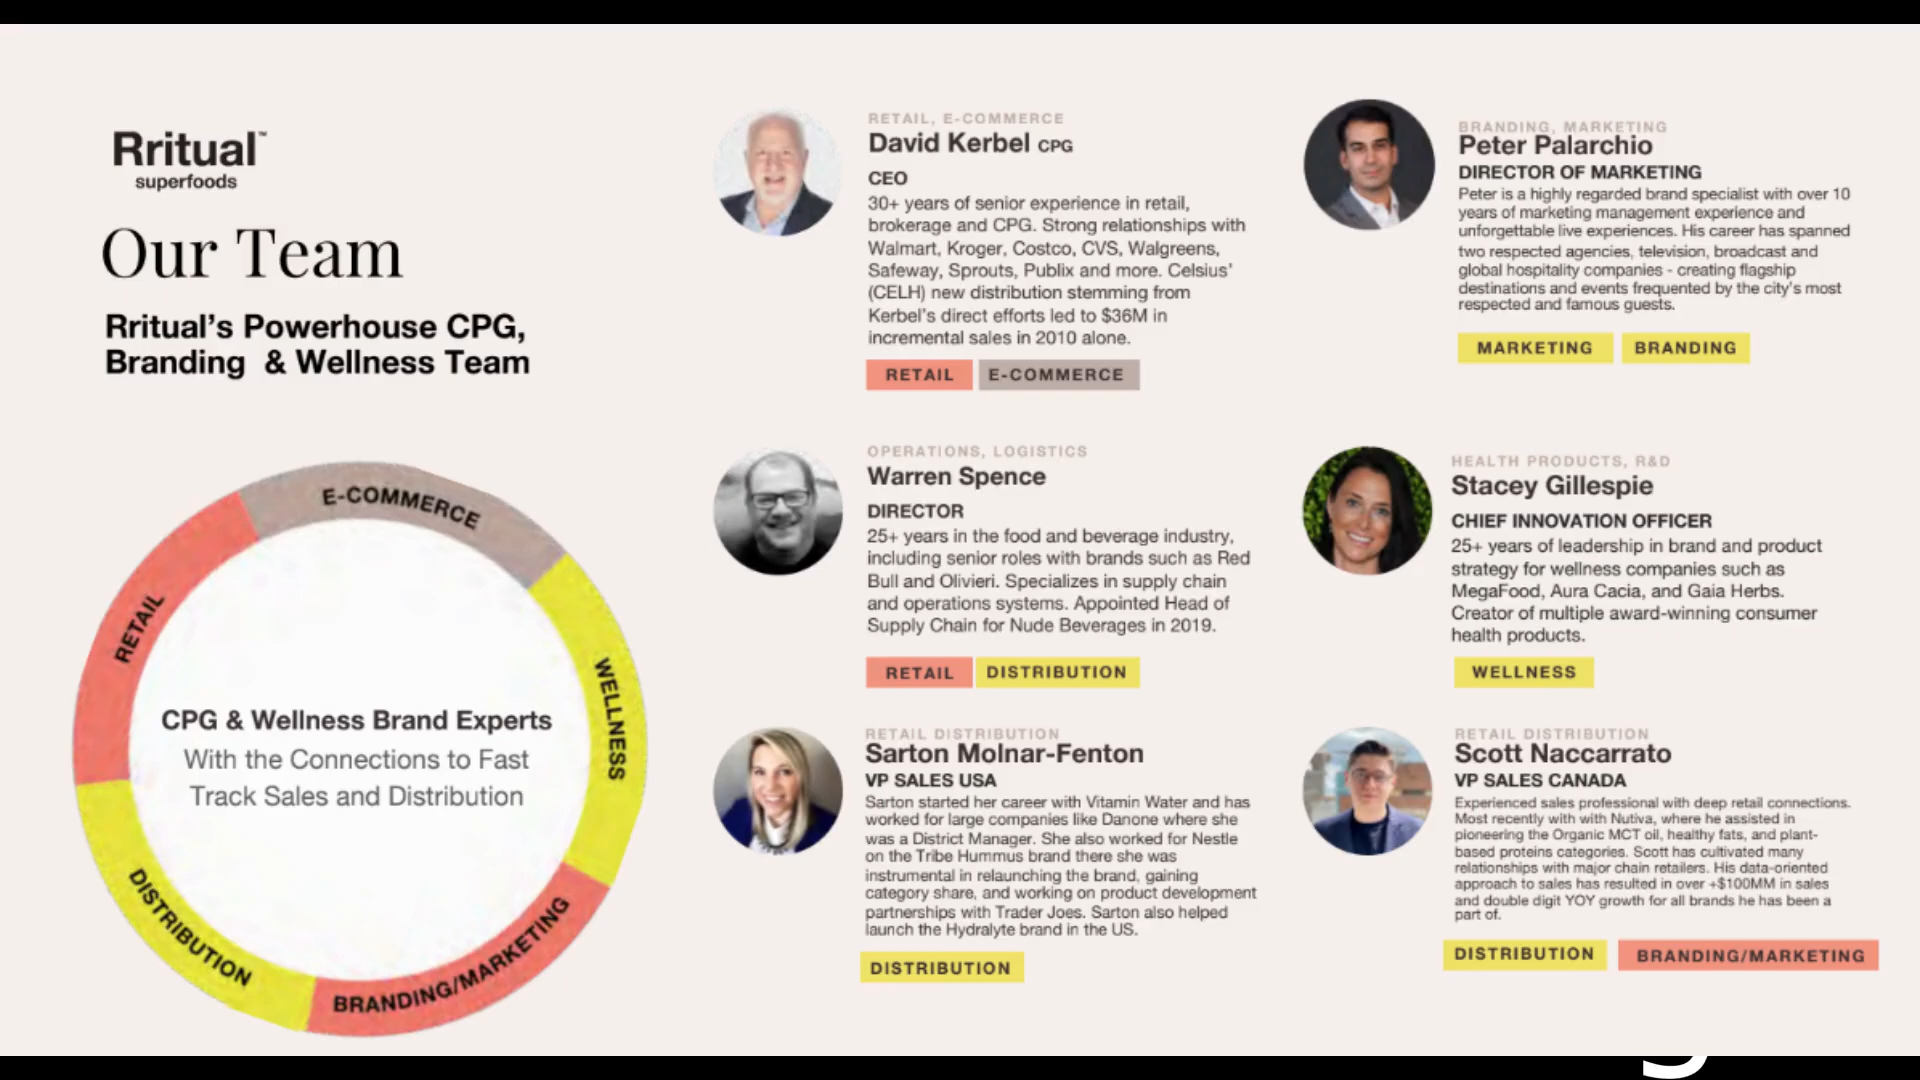 Rritual™
superfoods
Our Team
Rritual's Powerhouse CPG,
Branding & Wellness Team
E-COMMERCE
RETAIL
WELLNESS
CPG & Wellness Brand Experts
With the Connections to Fast
Track Sales and Distribution
DISTRIBUTION
BRANDING/MARKETING
RETAIL, E-COMMERCE
David Kerbel CPG
CEO
30+ years of senior experience in retail,
brokerage and CPG. Strong relationships with
Walmart, Kroger, Costco, CVS, Walgreens,
Safeway, Sprouts, Publix and more. Celsius'
(CELH) new distribution stemming from
Kerbel's direct efforts led to $36M in
incremental sales in 2010 alone.
RETAIL E-COMMERCE
BRANDING, MARKETING
Peter Palarchio
DIRECTOR OF MARKETING
Peter is a highly regarded brand specialist with over 10
years of marketing management experience and
unforgettable live experiences. His career has spanned
two respected agencies, television, broadcast and
global hospitality companies - creating flagship
destinations and events frequented by the city's most
respected and famous guests.
MARKETING BRANDING
OPERATIONS, LOGISTICS
Warren Spence
DIRECTOR
25+ years in the food and beverage industry,
including senior roles with brands such as Red
Bull and Olivieri. Specializes in supply chain
and operations systems. Appointed Head of
Supply Chain for Nude Beverages in 2019.
RETAIL DISTRIBUTION
HEALTH PRODUCTS, R&D
Stacey Gillespie
CHIEF INNOVATION OFFICER
25+ years of leadership in brand and product
strategy for wellness companies such as
MegaFood, Aura Cacia, and Gaia Herbs.
Creator of multiple award-winning consumer
health products.
WELLNESS
RETAIL DISTRIBUTION
Sarton Molnar-Fenton
VP SALES USA
Sarton started her career with Vitamin Water and has
worked for large companies like Danone where she
was a District Manager. She also worked for Nestle
on the Tribe Hummus brand there she was
instrumental in relaunching the brand, gaining
category share, and working on product development
partnerships with Trader Joes. Sarton also helped
launch the Hydralyte brand in the US.
DISTRIBUTION
RETAIL DISTRIBUTION
Scott Naccarrato
VP SALES CANADA
Experienced sales professional with deep retail connections.
Most recently with with Nutiva, where he assisted in
pioneering the Organic MCT oil, healthy fats, and plant-
based proteins categories. Scott has cultivated many
relationships with major chain retailers. His data-oriented
approach to sales has resulted in over +$100MM in sales
and double digit YOY growth for all brands he has been a
part of.
DISTRIBUTION BRANDING/MARKETING